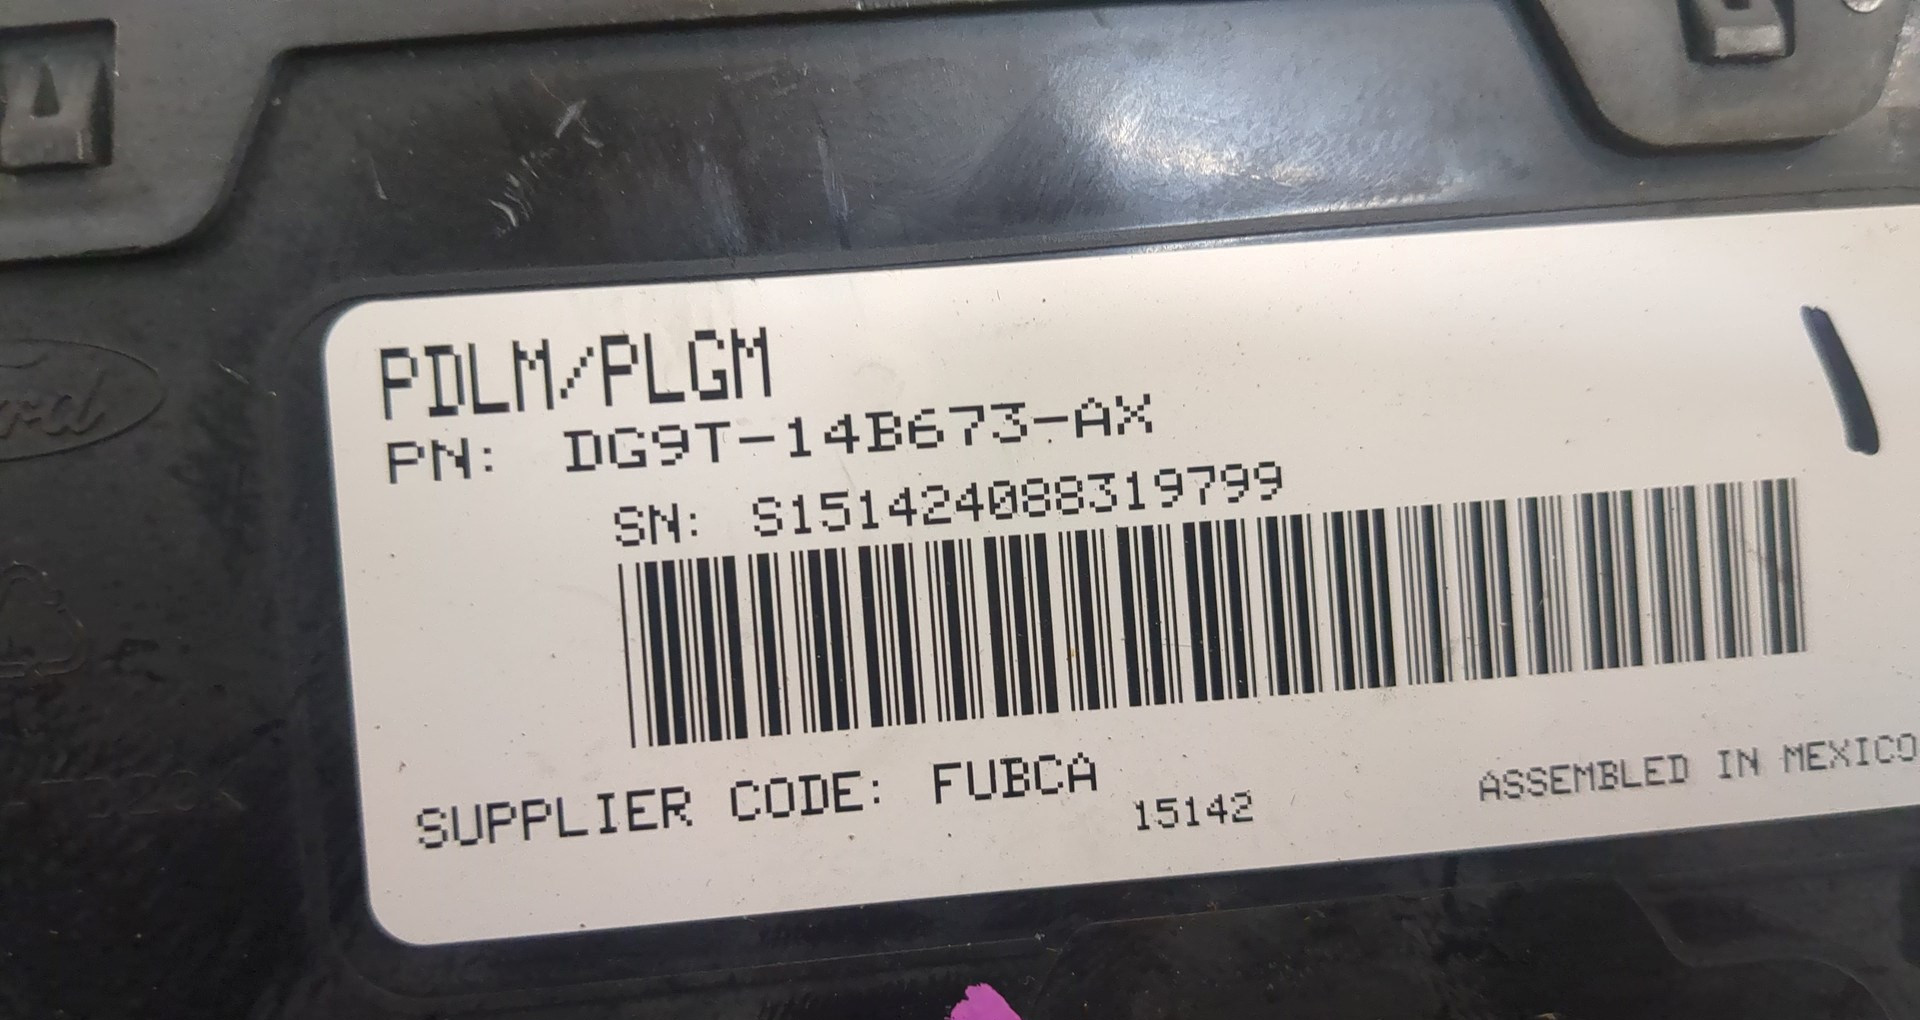 PDLM/PLGM
PN: DG9T-14B673-AX
SN: S151424088319799
SUPPLIER CODE: FUBCA
15142
ASSEMBLED IN MEXICO